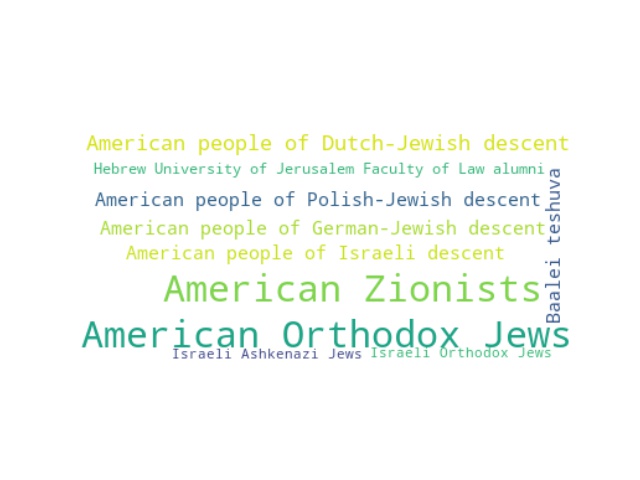 American people of Dutch-Jewish descent
Hebrew University of Jerusalem Faculty of Law alumni
American people of Polish-Jewish descent
American people of German-Jewish descent
American people of Israeli descent
American Zionists
Baalei teshuva
American Orthodox Jews
Israeli Ashkenazi Jews
Israeli Orthodox Jews